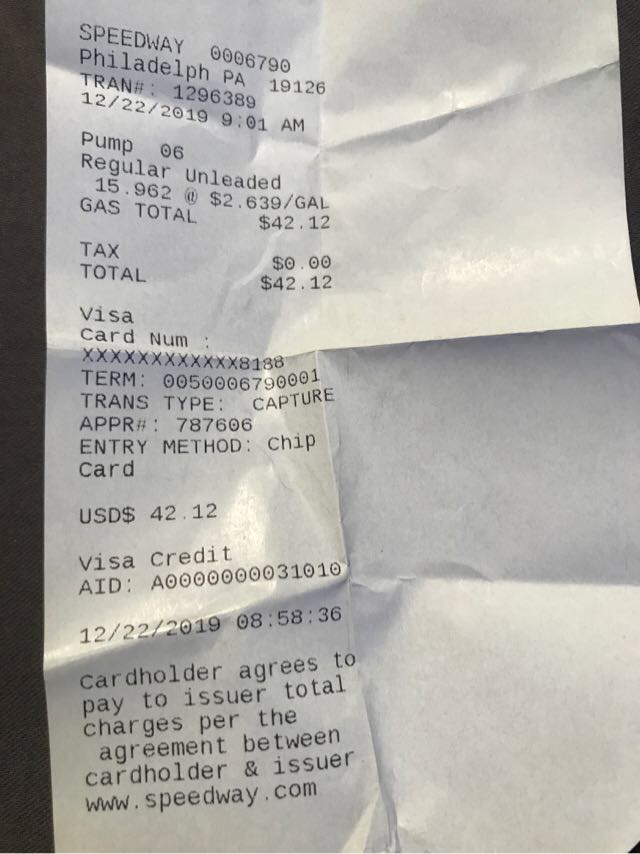 SPEEDWAY 0006790
Philadelph PA 19126
TRAN#: 1296389
12/22/2019 9:01 AM
Pump 06
Regular Unleaded
15.962 @ $2.639/GAL
GAS TOTAL $42.12
TAX $0.00
TOTAL $42.12
Visa
Card Num :
XXXXXXXXXXXX8188
TERM: 0050006790001
TRANS TYPE: CAPTURE
APPR#: 787606
ENTRY METHOD: Chip
Card
USD$ 42.12
Visa Credit
AID: A0000000031010
12/22/2019 08:58:36
Cardholder agrees to
pay to issuer total
charges per the
agreement between
cardholder & issuer
www.speedway.com